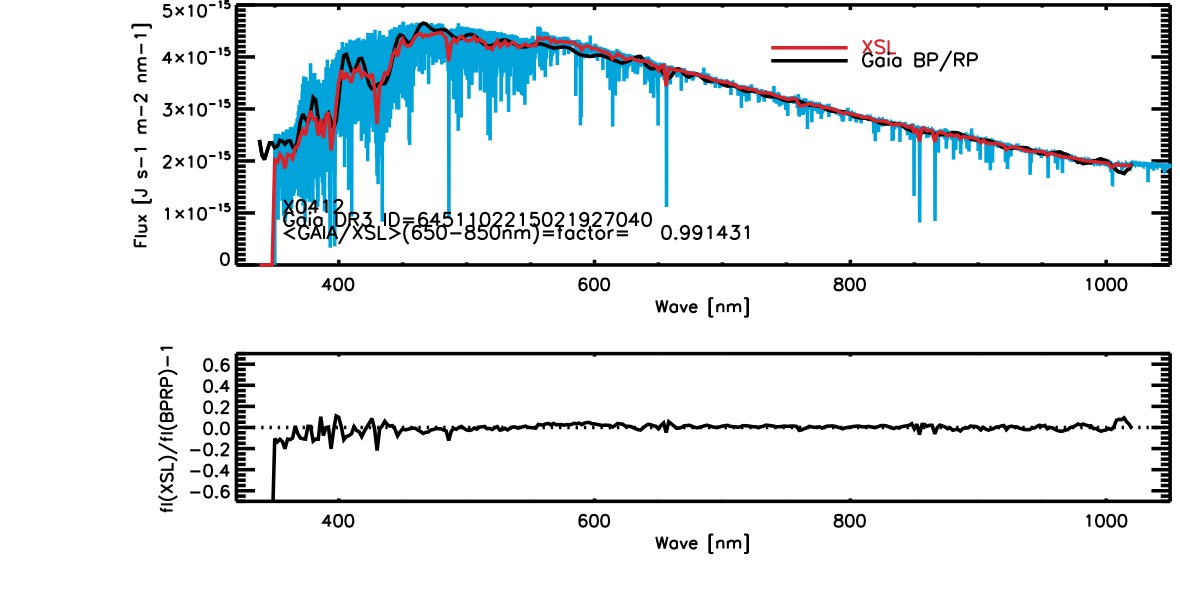 5×10⁻¹⁵
4×10⁻¹⁵
3×10⁻¹⁵
2×10⁻¹⁵
1×10⁻¹⁵
0
Flux [J s-1 m-2 nm-1]
XSL
Gaia BP/RP
X0412
Gaia DR3 ID=6451102215021927040
<GAIA/XSL>(650-850nm)=factor= 0.991431
400 600 800 1000
Wave [nm]
0.6
0.4
0.2
0.0
-0.2
-0.4
-0.6
fl(XSL)/fl(BPRP)-1
400 600 800 1000
Wave [nm]